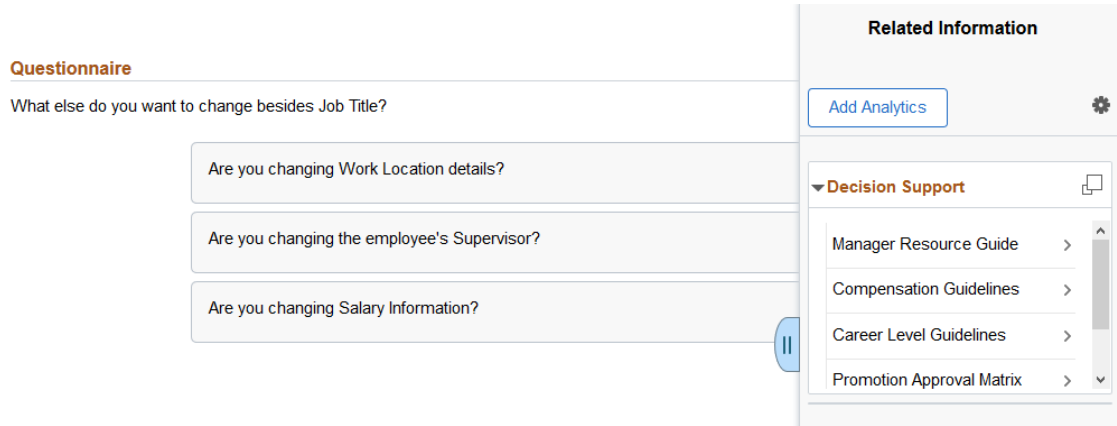 Questionnaire
What else do you want to change besides Job Title?
Are you changing Work Location details?
Are you changing the employee's Supervisor?
Are you changing Salary Information?
Related Information
Add Analytics
Decision Support
Manager Resource Guide
Compensation Guidelines
Career Level Guidelines
Promotion Approval Matrix